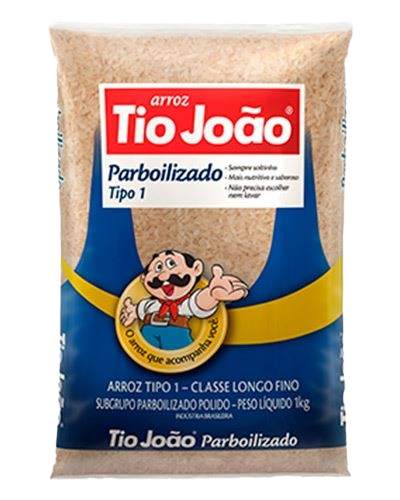 arroz
Tio João®
Parboilizado
Tipo 1
- Sempre soltinho
- Mais nutritivo e saboroso
- Não precisa escolher
nem lavar
O arroz que acompanha você.
ARROZ TIPO 1 – CLASSE LONGO FINO
SUBGRUPO PARBOILIZADO POLIDO – PESO LÍQUIDO 1kg
INDÚSTRIA BRASILEIRA
Tio João Parboilizado